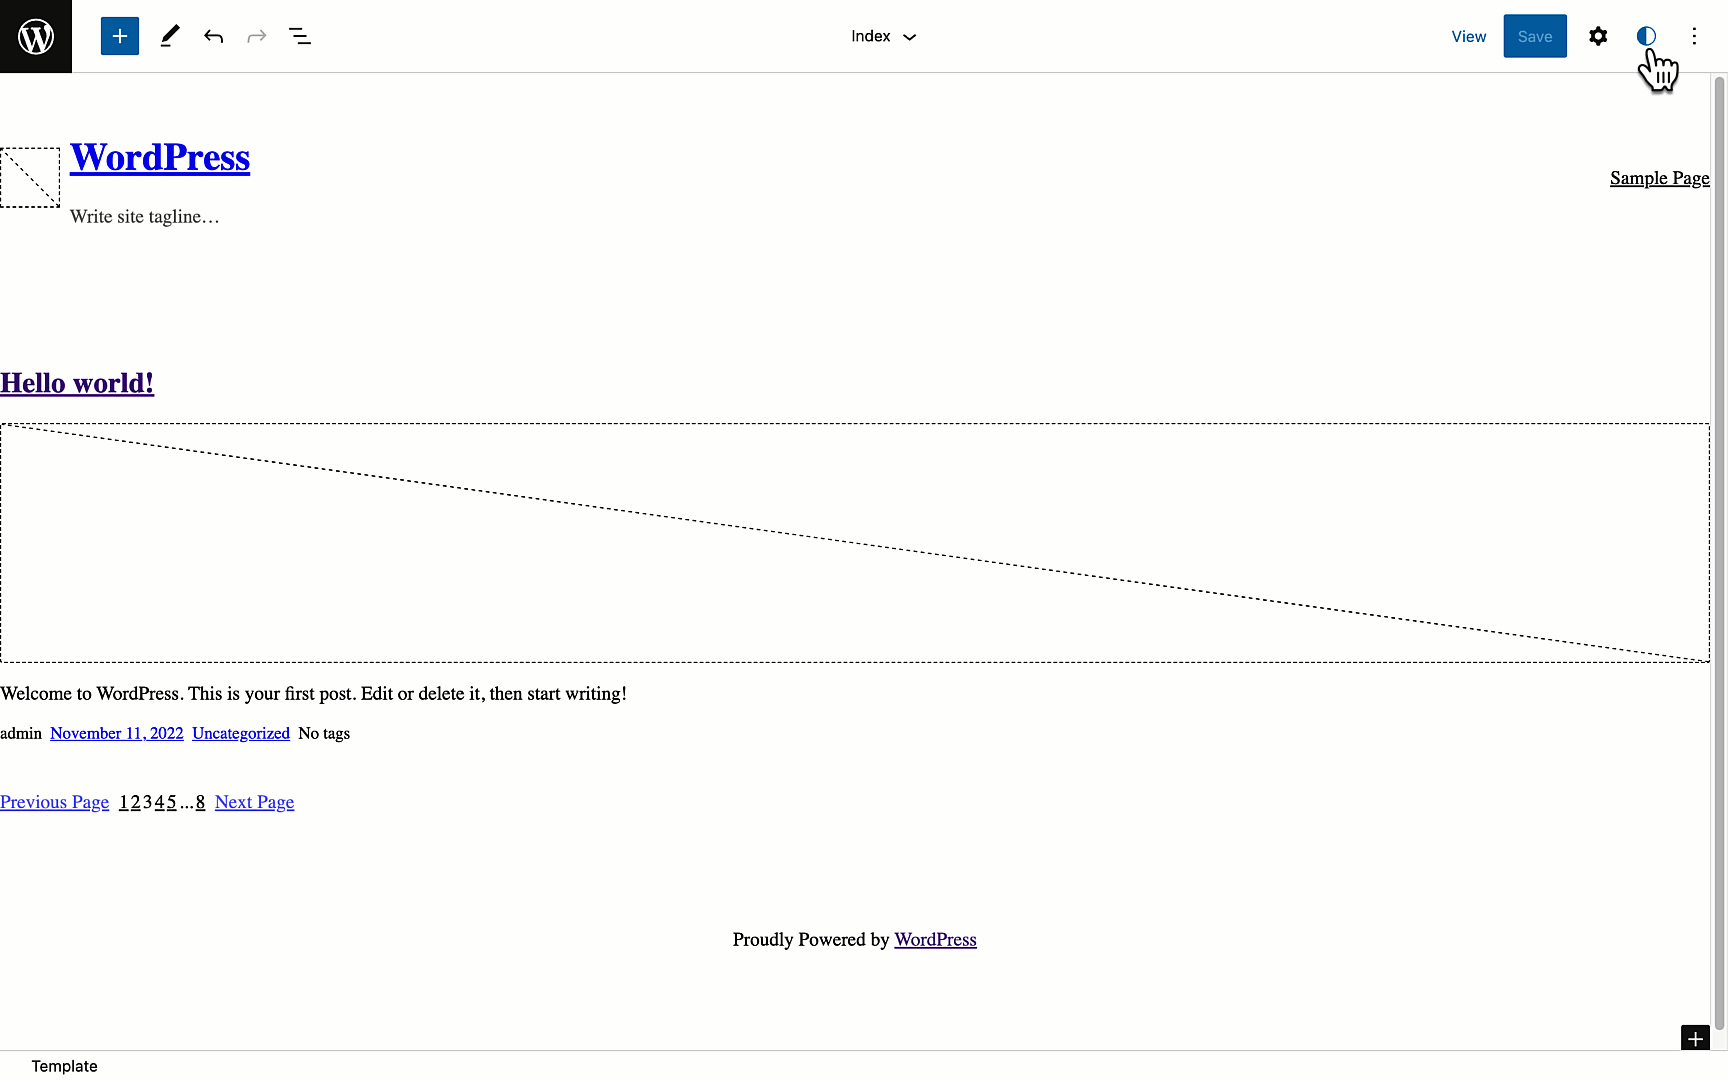 Index
View
Save
WordPress
Sample Page
Write site tagline…
Hello world!
Welcome to WordPress. This is your first post. Edit or delete it, then start writing!
admin November 11, 2022 Uncategorized No tags
Previous Page 1 2 3 4 5 … 8 Next Page
Proudly Powered by WordPress
Template